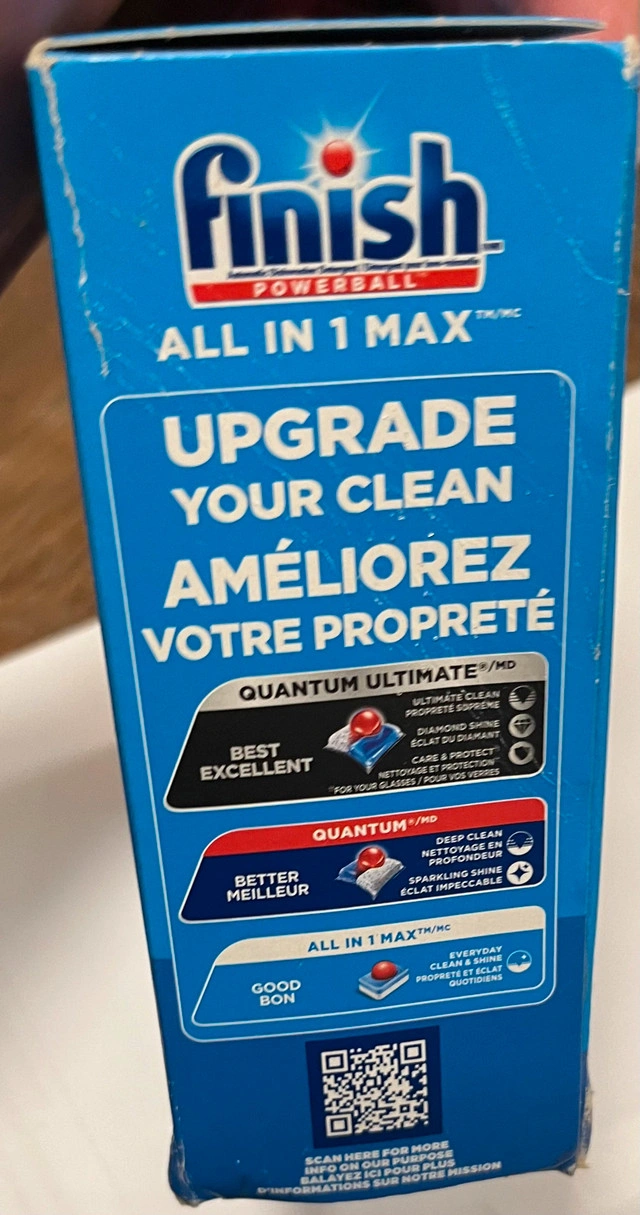 finish
POWERBALL
ALL IN 1 MAX™/MC
UPGRADE
YOUR CLEAN
AMÉLIOREZ
VOTRE PROPRETÉ
QUANTUM ULTIMATE®/MD
BEST
EXCELLENT
ULTIMATE CLEAN
PROPRETÉ SUPRÊME
DIAMOND SHINE
ÉCLAT DU DIAMANT
CARE & PROTECT
NETTOYAGE ET PROTECTION
FOR YOUR GLASSES / POUR VOS VERRES
QUANTUM®/MD
BETTER
MEILLEUR
DEEP CLEAN
NETTOYAGE EN
PROFONDEUR
SPARKLING SHINE
ÉCLAT IMPECCABLE
ALL IN 1 MAX™/MC
GOOD
BON
EVERYDAY
CLEAN & SHINE
PROPRETÉ ET ÉCLAT
QUOTIDIENS
SCAN HERE FOR MORE
INFO ON OUR PURPOSE
BALAYEZ ICI POUR PLUS
D'INFORMATIONS SUR NOTRE MISSION